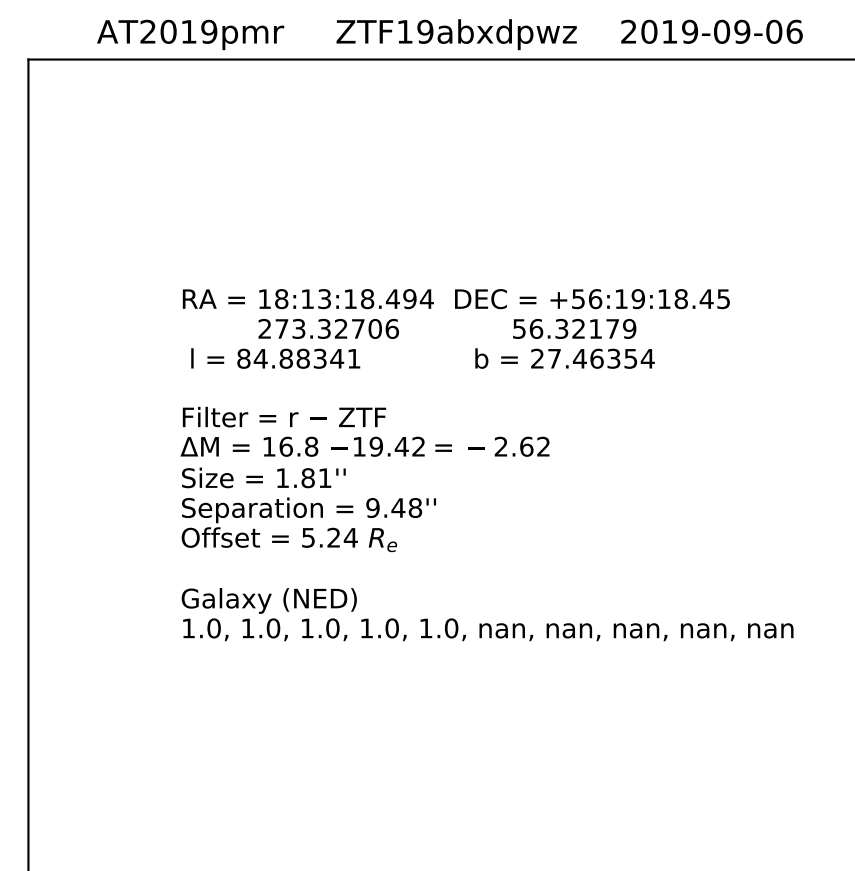 AT2019pmr ZTF19abxdpwz 2019-09-06
RA = 18:13:18.494 DEC = +56:19:18.45
273.32706 56.32179
l = 84.88341 b = 27.46354
Filter = r − ZTF
ΔM = 16.8 −19.42 = − 2.62
Size = 1.81''
Separation = 9.48''
Offset = 5.24 Re
Galaxy (NED)
1.0, 1.0, 1.0, 1.0, 1.0, nan, nan, nan, nan, nan